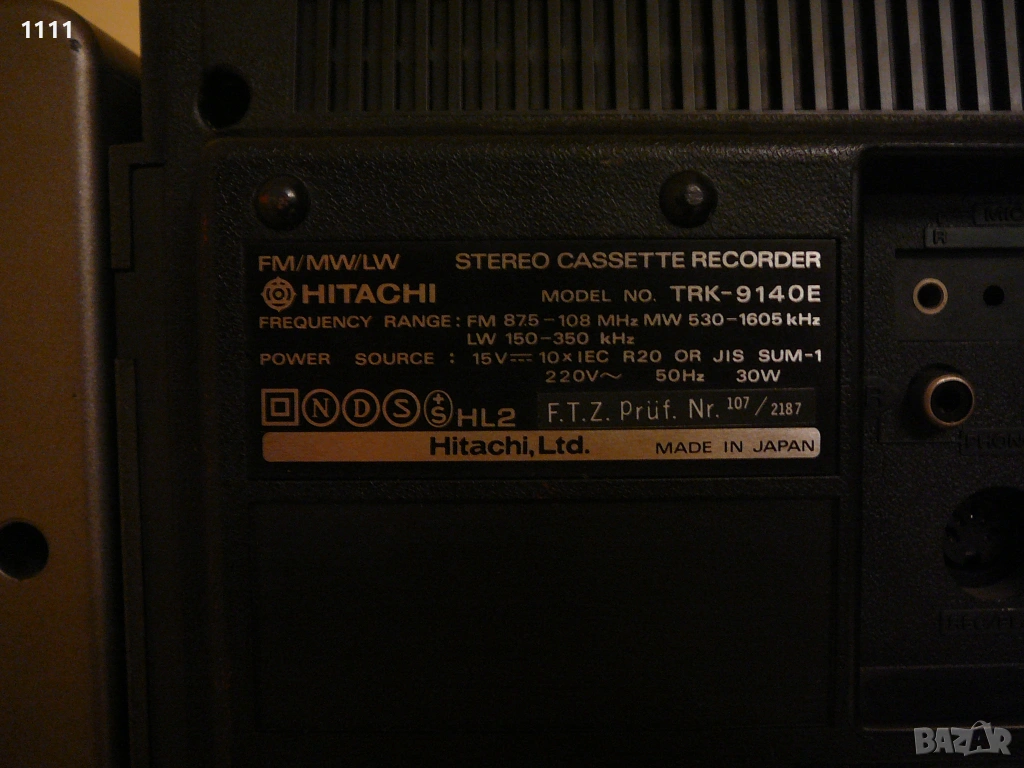 1111
FM/MW/LW STEREO CASSETTE RECORDER
HITACHI MODEL NO. TRK-9140E
FREQUENCY RANGE: FM 87.5-108 MHz MW 530-1605 kHz
LW 150-350 kHz
POWER SOURCE : 15V⎓ 10×IEC R20 OR JIS SUM-1
220V~ 50Hz 30W
N D S +S HL2 F.T.Z. Prüf. Nr. 107/2187
Hitachi, Ltd. MADE IN JAPAN
R
BAZAR